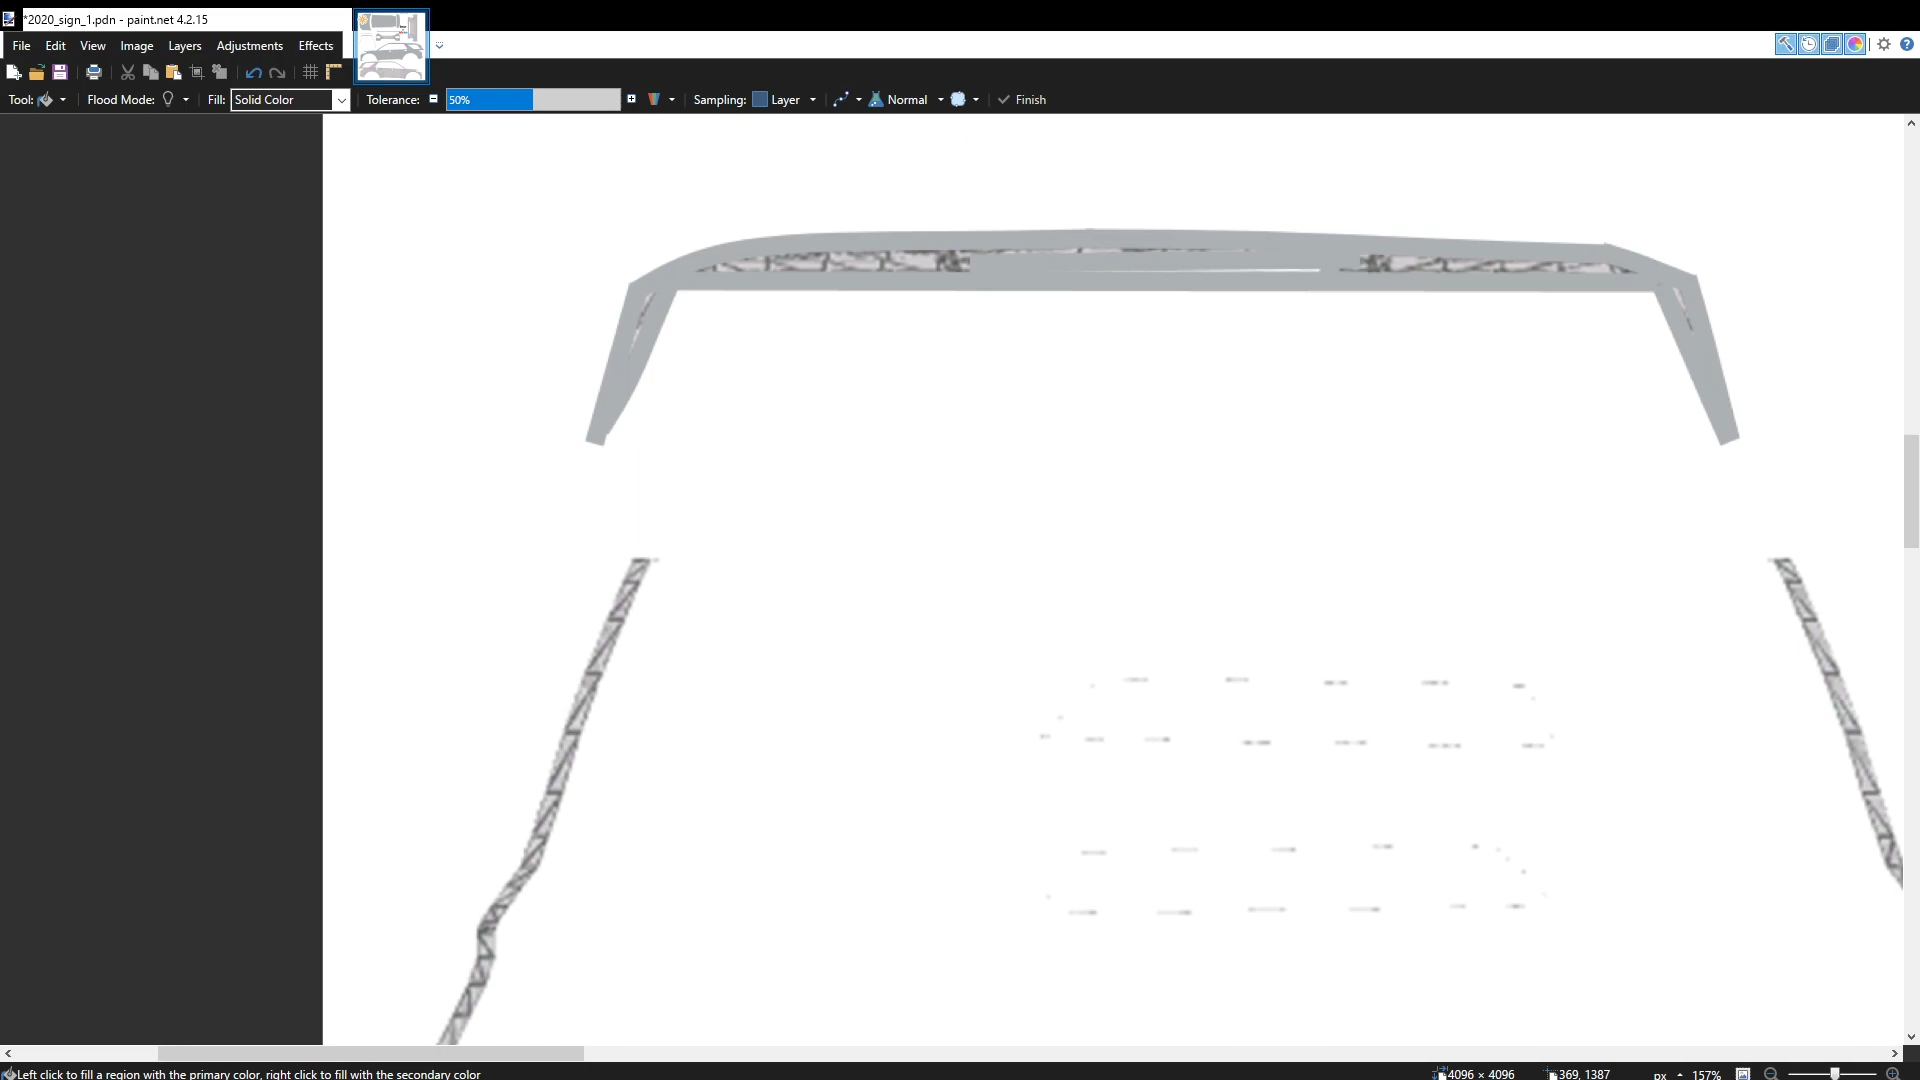 *2020_sign_1.pdn - paint.net 4.2.15
File Edit View Image Layers Adjustments Effects
Tool: Flood Mode: Fill: Solid Color Tolerance: 50% Sampling: Layer Normal Finish
Left click to fill a region with the primary color, right click to fill with the secondary color 4096 × 4096 369, 1387 px 157%